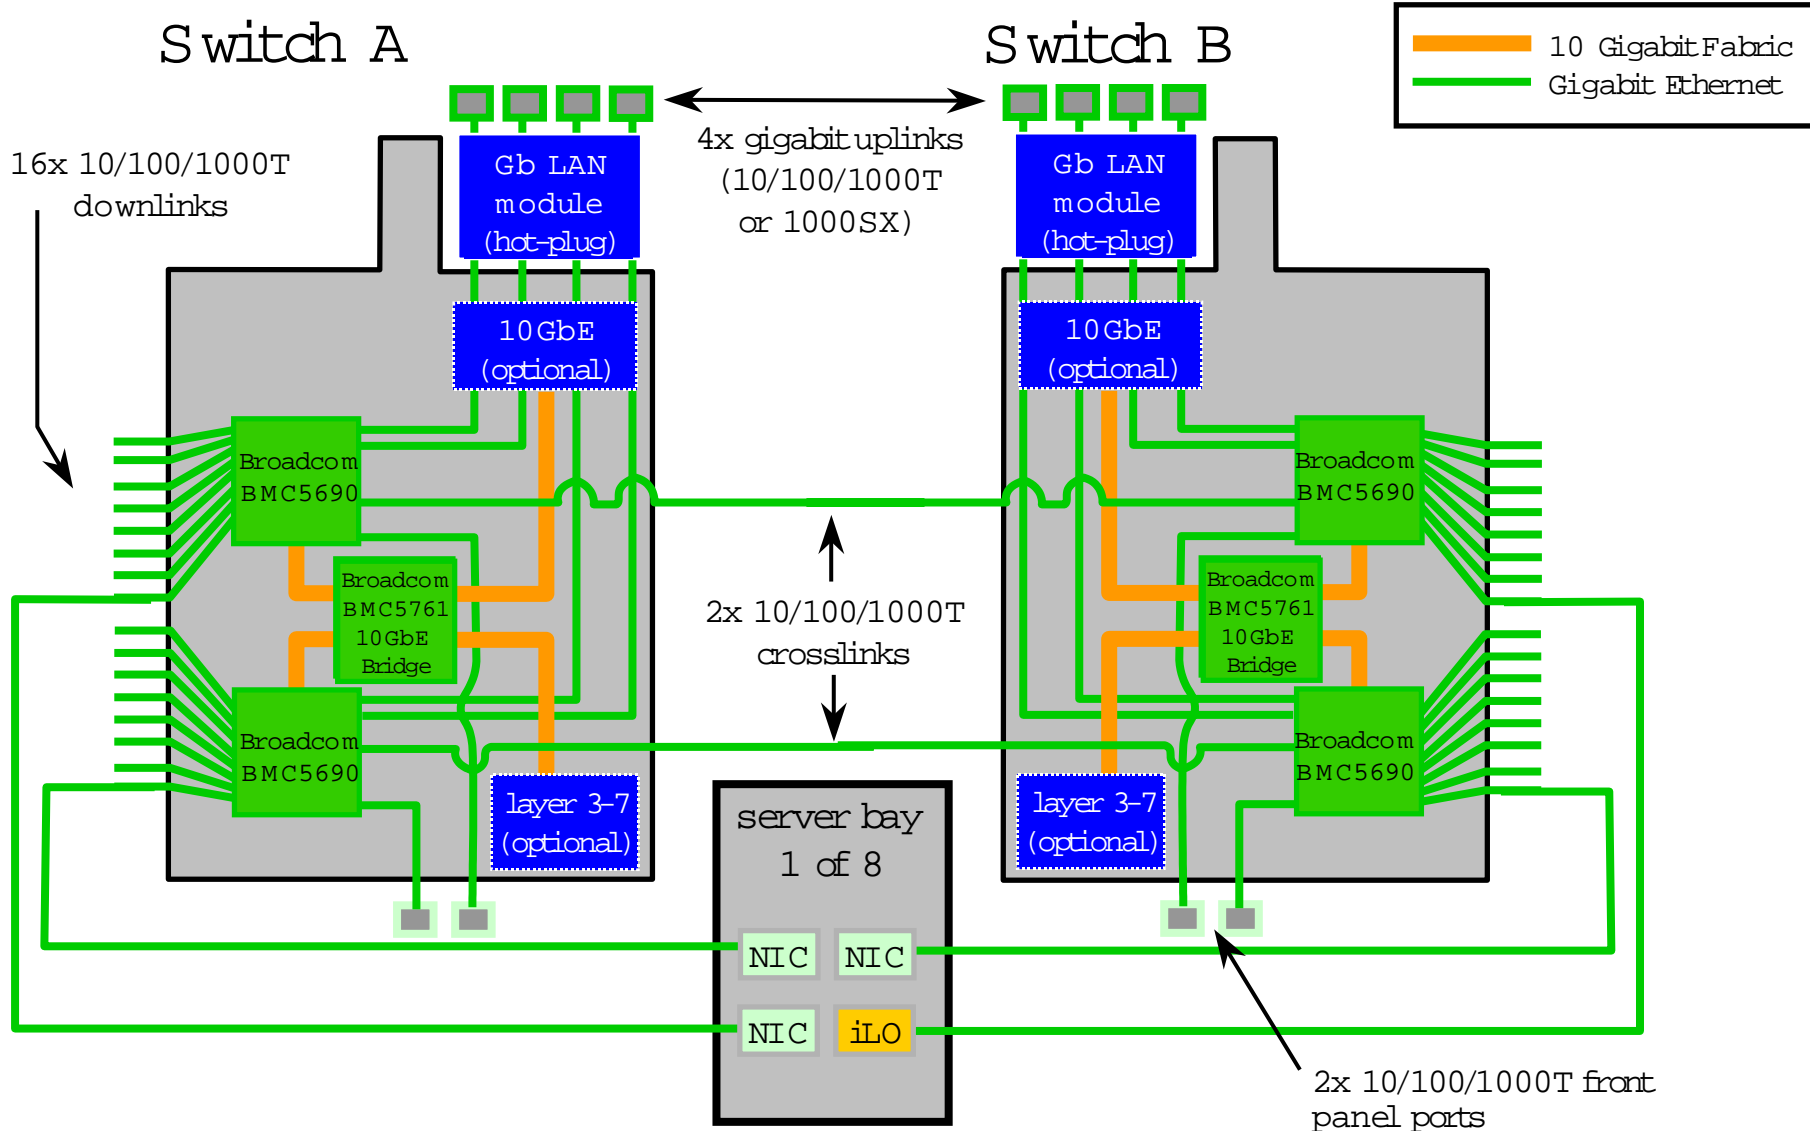 Switch A
Switch B
10 Gigabit Fabric
Gigabit Ethernet
16x 10/100/1000T
downlinks
4x gigabit uplinks
(10/100/1000T
or 1000SX)
Gb LAN
module
(hot-plug)
Gb LAN
module
(hot-plug)
10GbE
(optional)
10GbE
(optional)
Broadcom
BMC5690
Broadcom
BMC5690
Broadcom
BMC5761
10GbE
Bridge
Broadcom
BMC5761
10GbE
Bridge
2x 10/100/1000T
crosslinks
Broadcom
BMC5690
Broadcom
BMC5690
layer 3-7
(optional)
layer 3-7
(optional)
server bay
1 of 8
NIC
NIC
NIC
iLO
2x 10/100/1000T front
panel ports